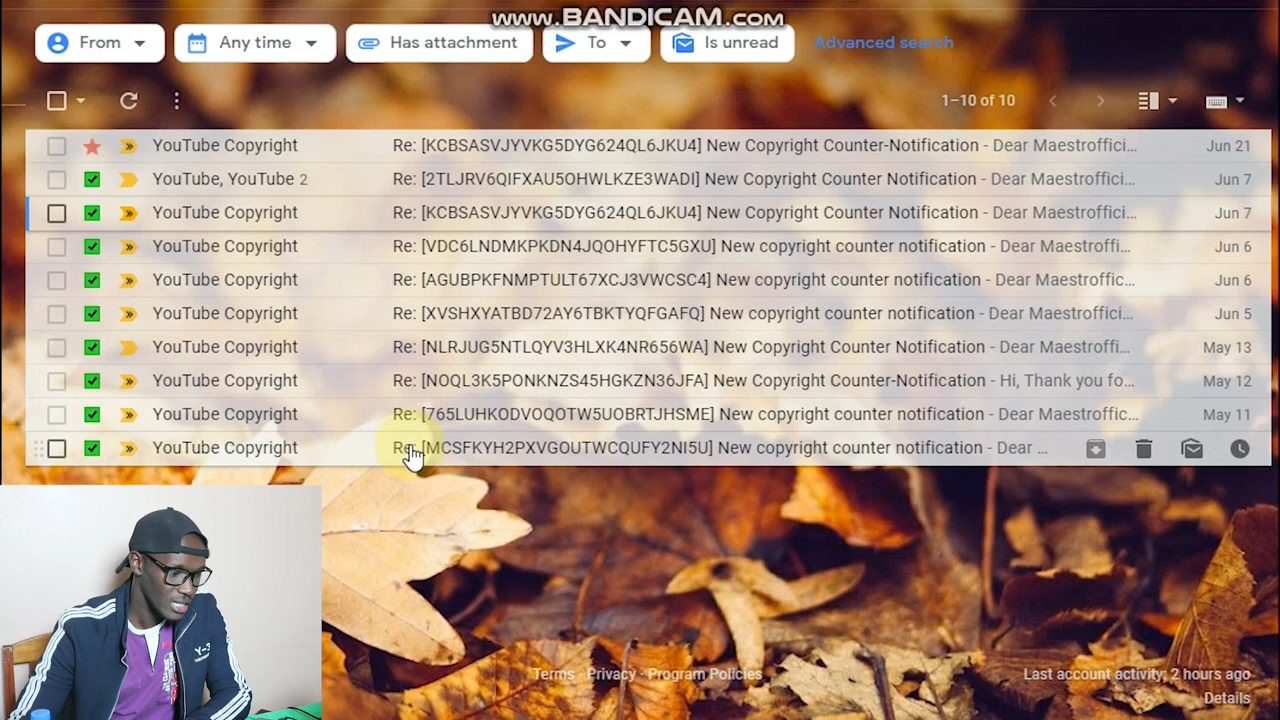 www.BANDICAM.com
From Any time Has attachment To Is unread Advanced search
1–10 of 10
YouTube Copyright Re: [KCBSASVJYVKG5DYG624QL6JKU4] New Copyright Counter-Notification - Dear Maestroffici... Jun 21
YouTube, YouTube 2 Re: [2TLJRV6QIFXAU5OHWLKZE3WADI] New Copyright Counter Notification - Dear Maestroffici... Jun 7
YouTube Copyright Re: [KCBSASVJYVKG5DYG624QL6JKU4] New Copyright Counter Notification - Dear Maestroffici... Jun 7
YouTube Copyright Re: [VDC6LNDMKPKDN4JQOHYFTC5GXU] New copyright counter notification - Dear Maestroffi... Jun 6
YouTube Copyright Re: [AGUBPKFNMPTULT67XCJ3VWCSC4] New copyright counter notification - Dear Maestroffic... Jun 6
YouTube Copyright Re: [XVSHXYATBD72AY6TBKTYQFGAFQ] New copyright counter notification - Dear Maestroffic... Jun 5
YouTube Copyright Re: [NLRJUG5NTLQYV3HLXK4NR656WA] New Copyright Counter Notification - Dear Maestroffi... May 13
YouTube Copyright Re: [NOQL3K5PONKNZS45HGKZN36JFA] New Copyright Counter-Notification - Hi, Thank you fo... May 12
YouTube Copyright Re: [765LUHKODVOQOTW5UOBRTJHSME] New copyright counter notification - Dear Maestroffic... May 11
YouTube Copyright Re: [MCSFKYH2PXVGOUTWCQUFY2NI5U] New copyright counter notification - Dear ...
Y-3
Terms · Privacy · Program Policies
Last account activity: 2 hours ago
Details